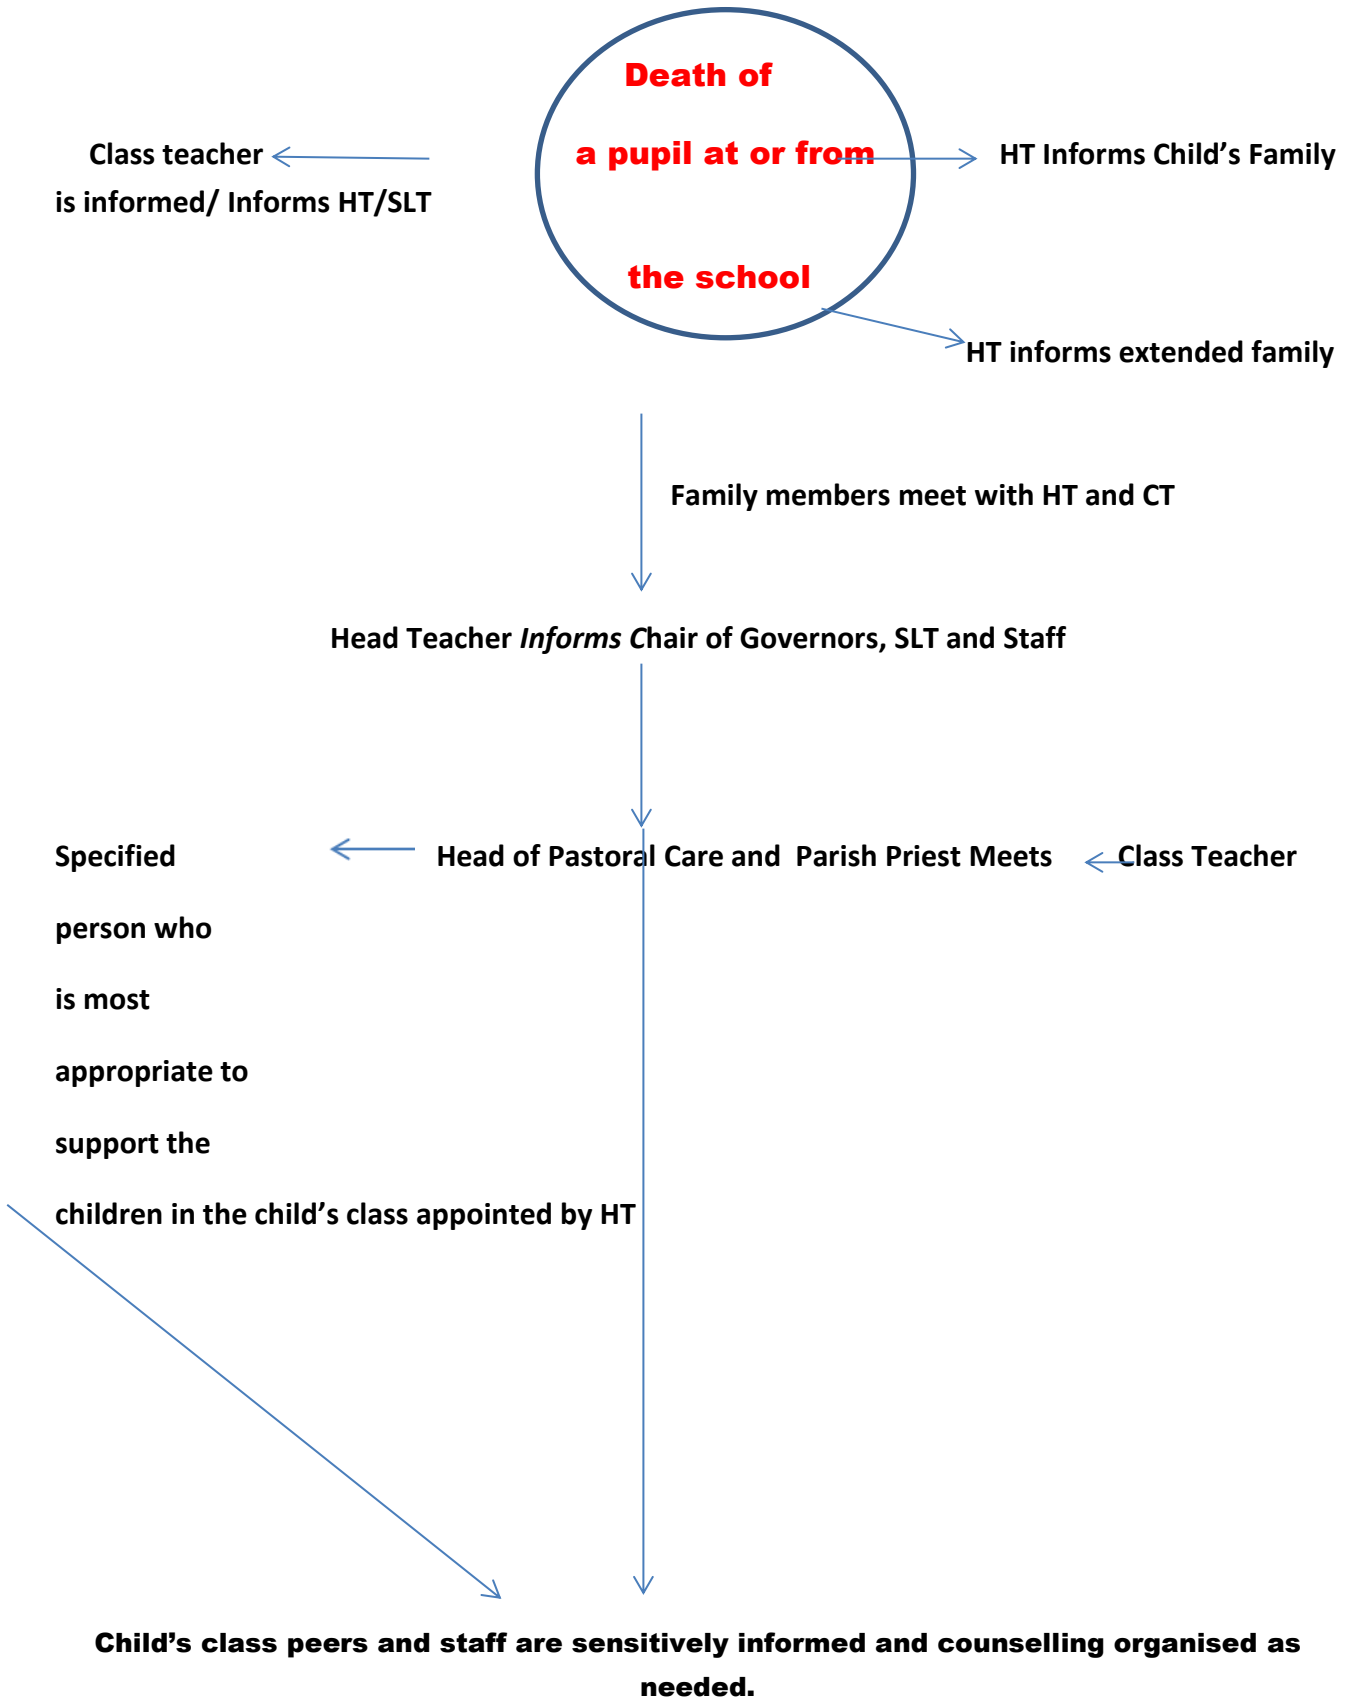 Death of
a pupil at or from
the school
Class teacher
is informed/ Informs HT/SLT
HT Informs Child’s Family
HT informs extended family
Family members meet with HT and CT
Head Teacher Informs Chair of Governors, SLT and Staff
Specified
person who
is most
appropriate to
support the
children in the child’s class appointed by HT
Head of Pastoral Care and Parish Priest Meets
Class Teacher
Child’s class peers and staff are sensitively informed and counselling organised as
needed.